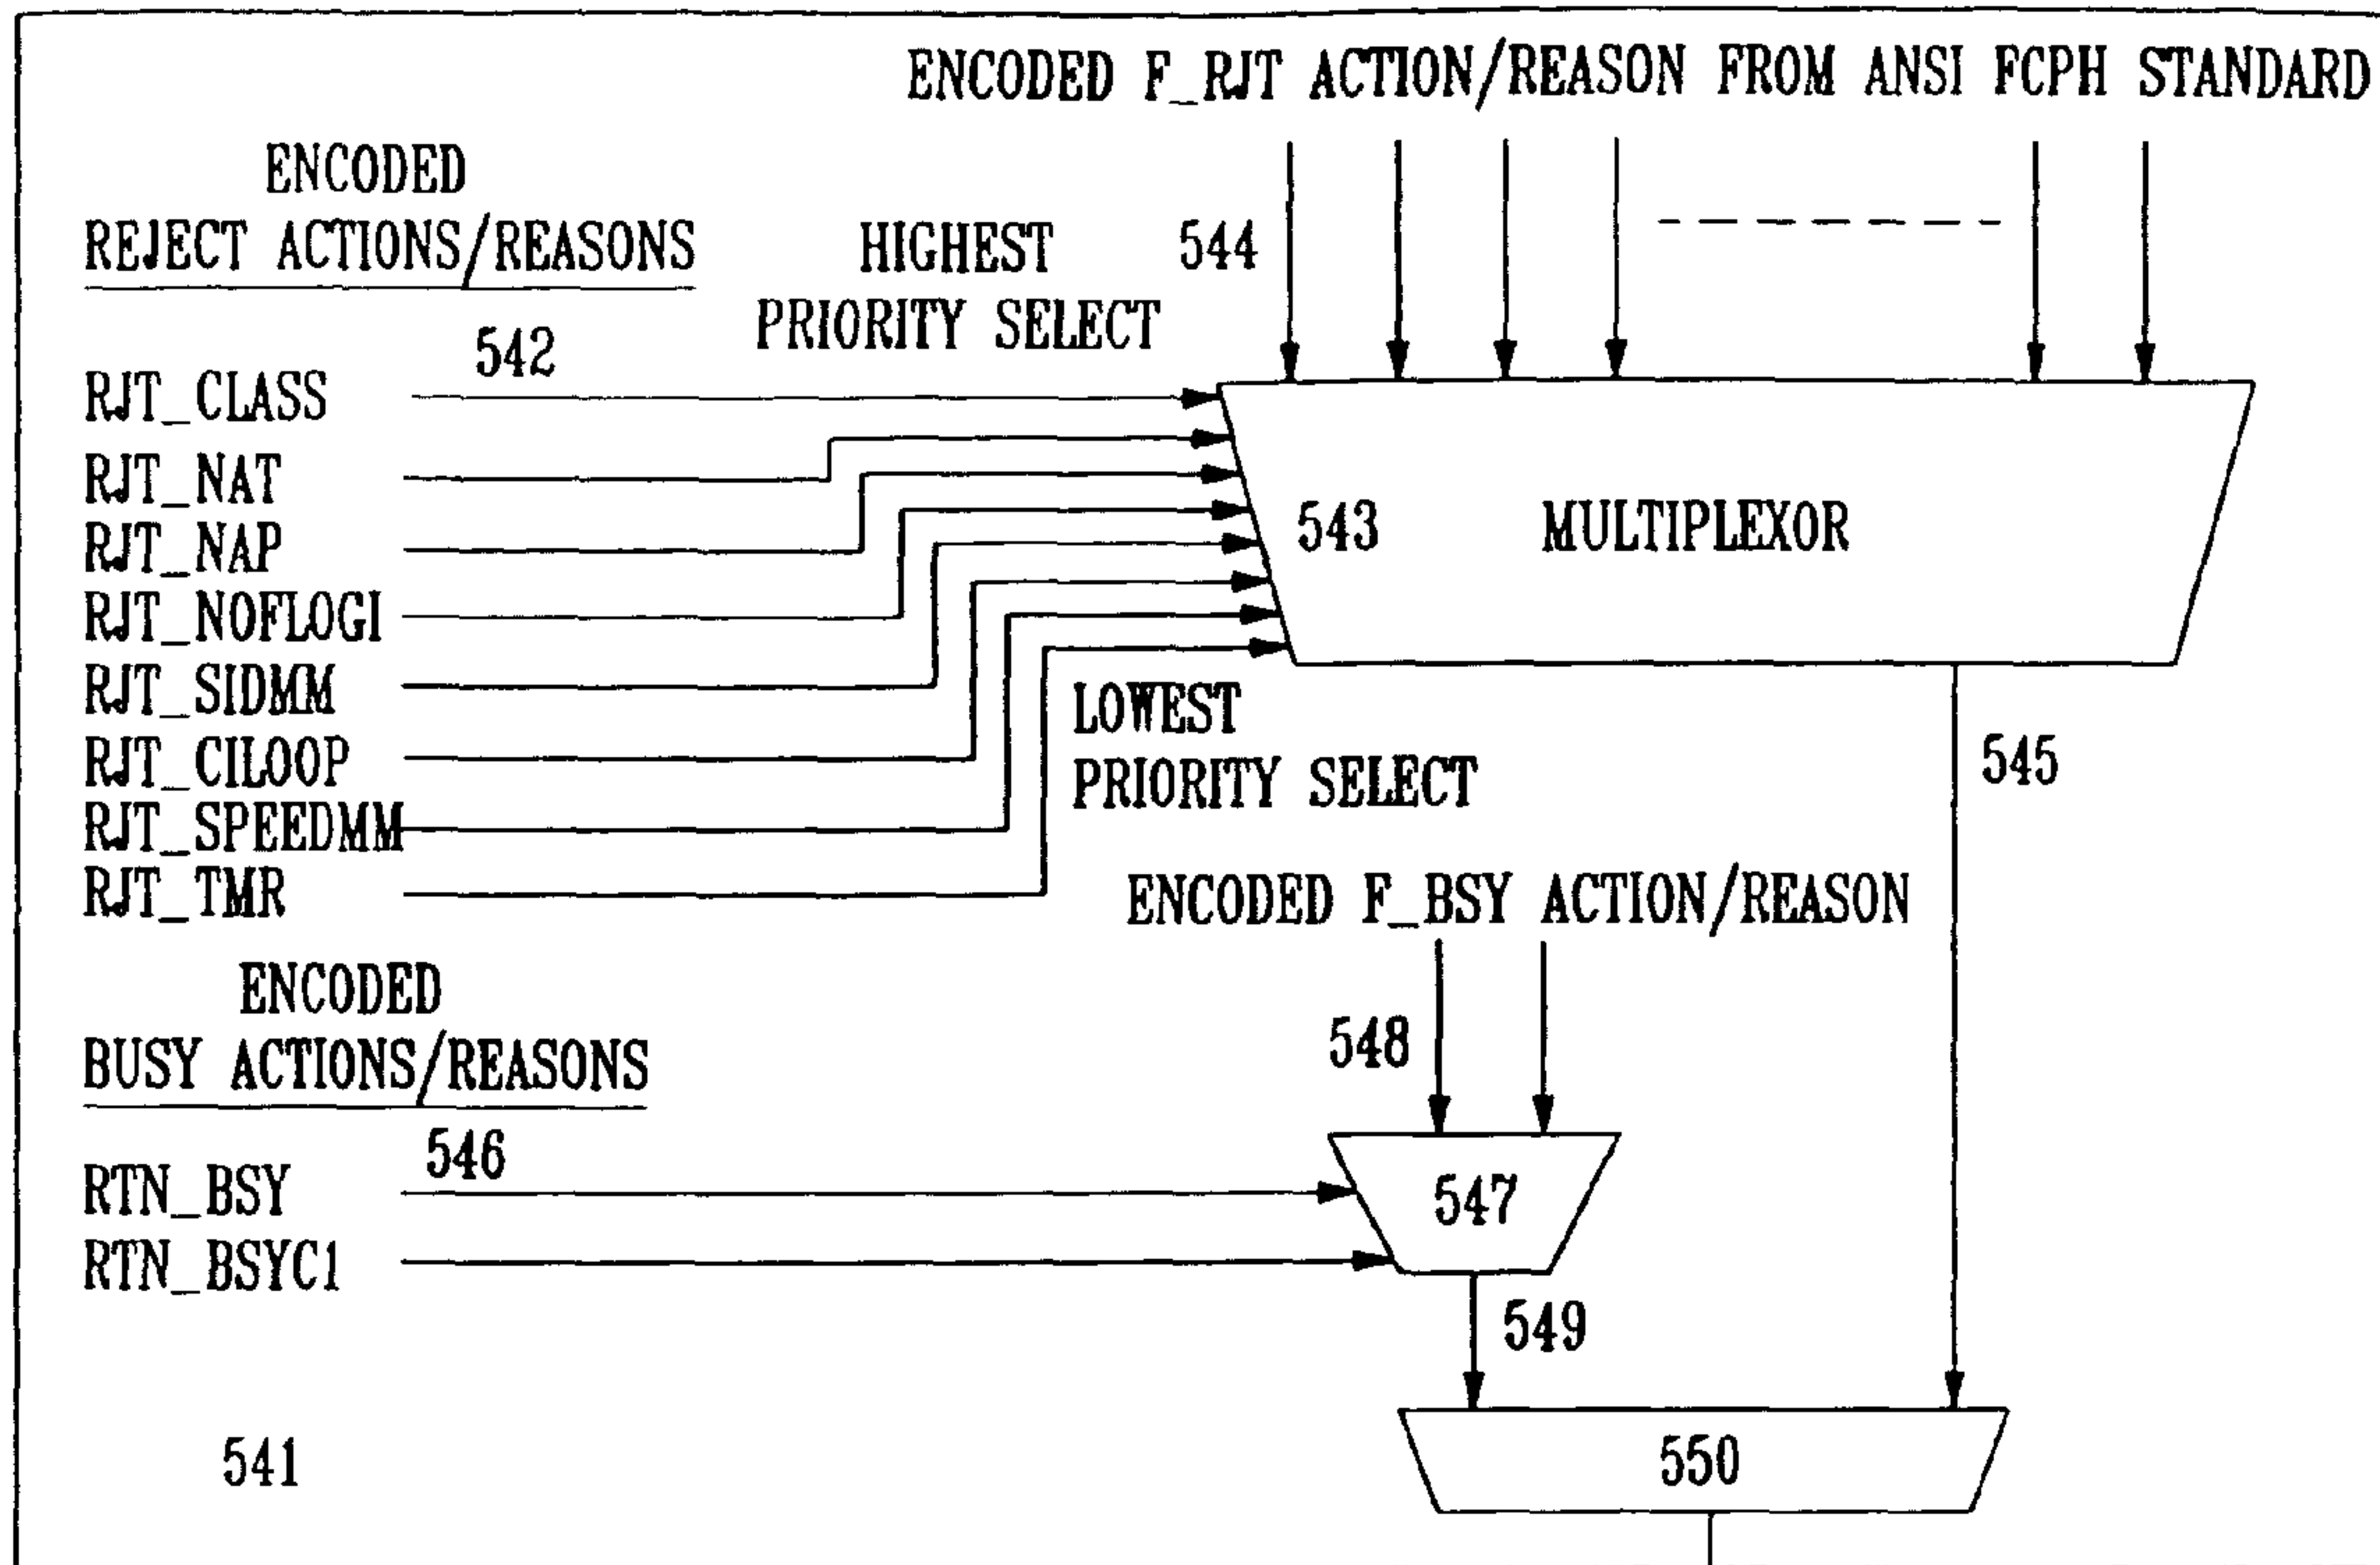 ENCODED F_RJT ACTION/REASON FROM ANSI FCPH STANDARD
ENCODED
REJECT ACTIONS/REASONS
HIGHEST
PRIORITY SELECT
544
542
RJT_CLASS
RJT_NAT
RJT_NAP
RJT_NOFLOGI
RJT_SIDMM
RJT_CILOOP
RJT_SPEEDMM
RJT_TMR
543
MULTIPLEXOR
LOWEST
PRIORITY SELECT
545
ENCODED F_BSY ACTION/REASON
ENCODED
BUSY ACTIONS/REASONS
548
546
RTN_BSY
RTN_BSYC1
547
549
541
550